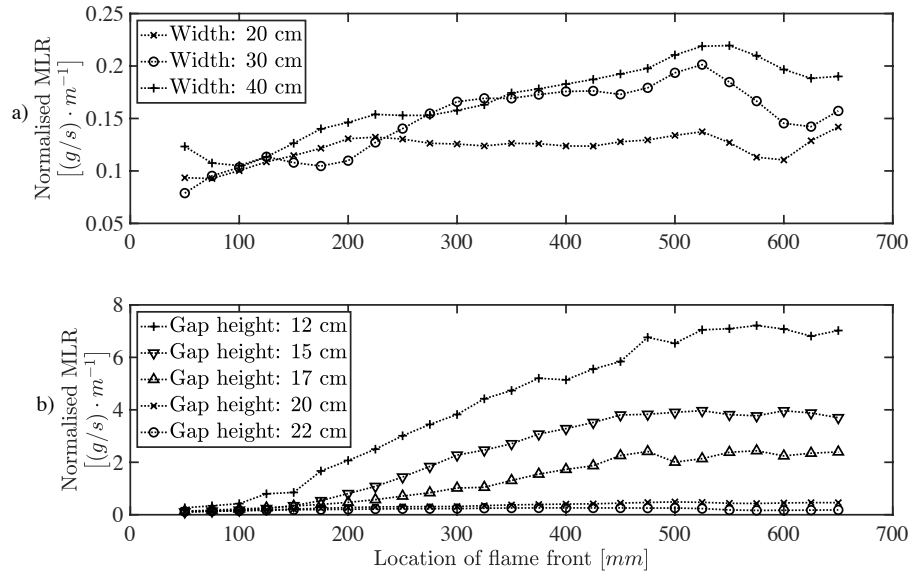 a)
Normalised MLR
[(g/s) · m⁻¹]
0.25
0.2
0.15
0.1
0.05
Width: 20 cm
Width: 30 cm
Width: 40 cm
0 100 200 300 400 500 600 700
b)
Normalised MLR
[(g/s) · m⁻¹]
8
6
4
2
0
Gap height: 12 cm
Gap height: 15 cm
Gap height: 17 cm
Gap height: 20 cm
Gap height: 22 cm
0 100 200 300 400 500 600 700
Location of flame front [mm]